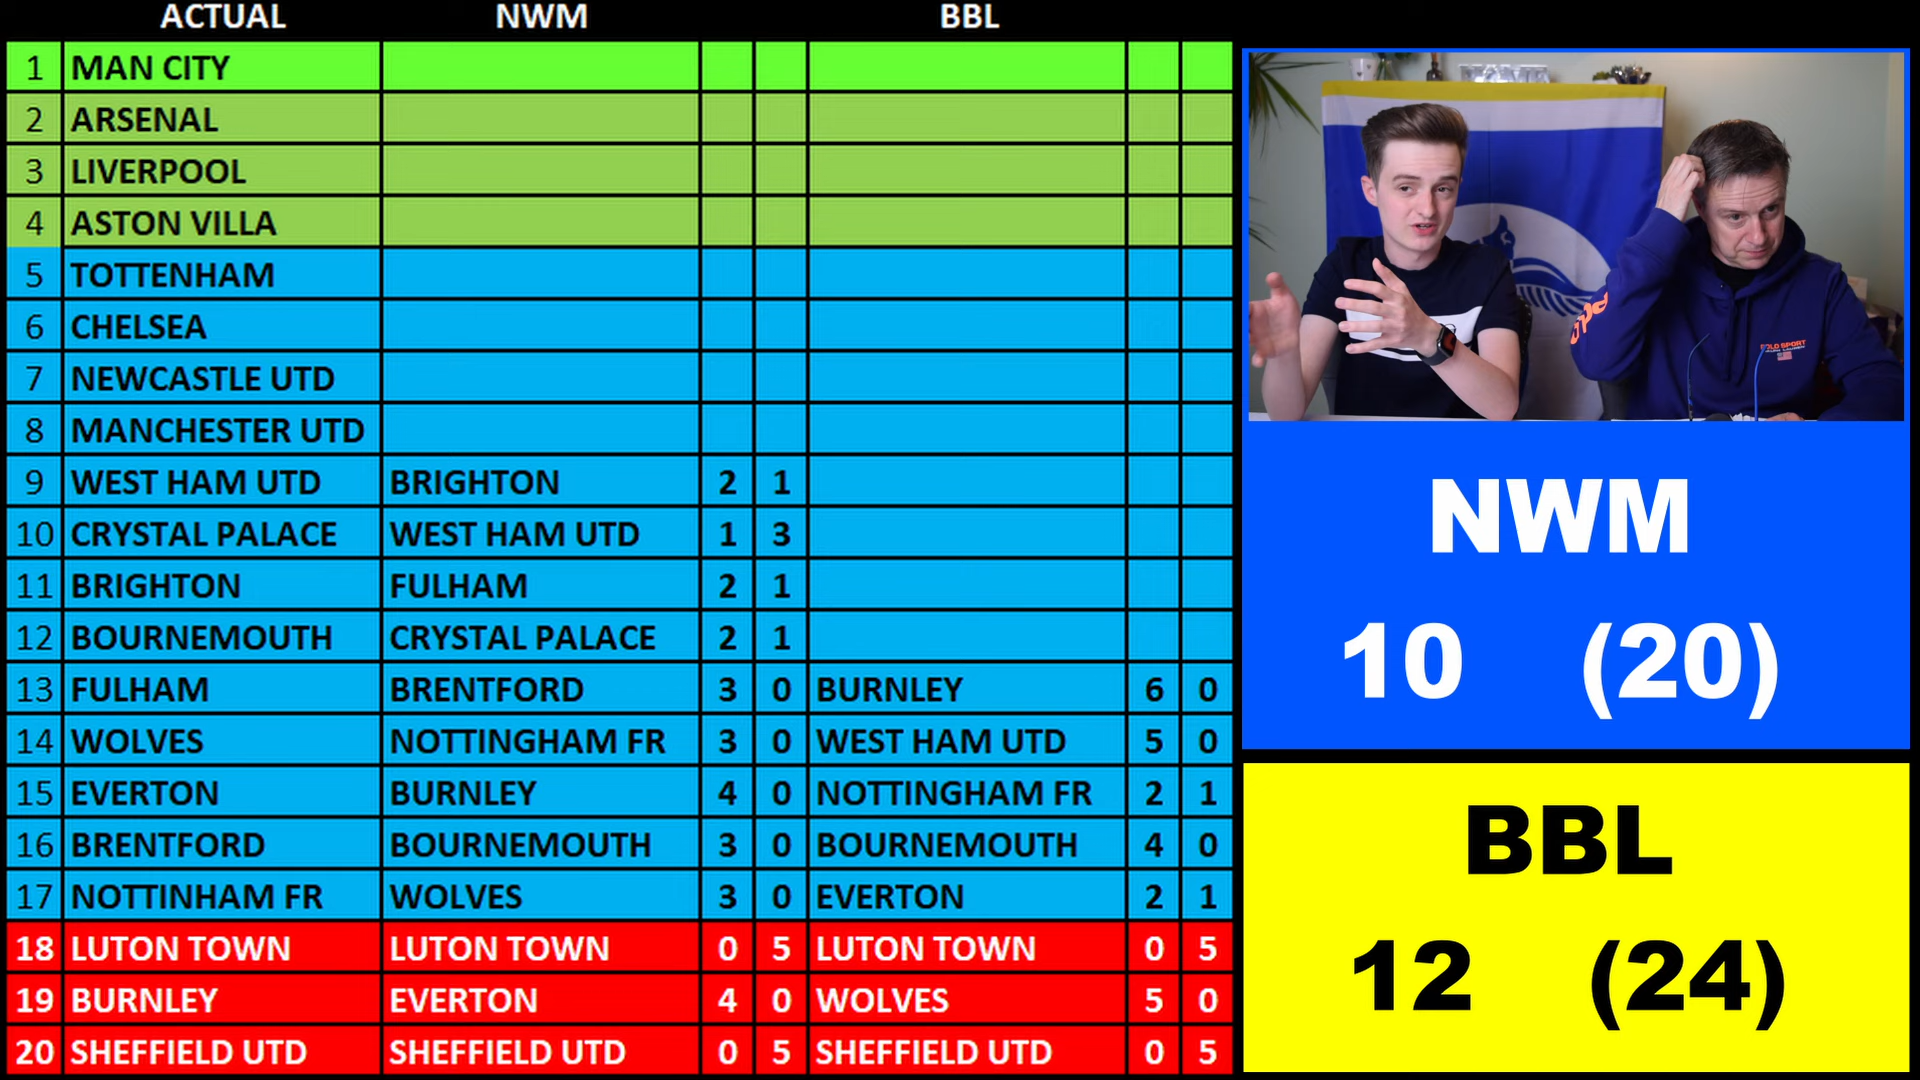 ACTUAL NWM BBL
1 MAN CITY
2 ARSENAL
3 LIVERPOOL
4 ASTON VILLA
5 TOTTENHAM
6 CHELSEA
7 NEWCASTLE UTD
8 MANCHESTER UTD
9 WEST HAM UTD BRIGHTON 2 1
10 CRYSTAL PALACE WEST HAM UTD 1 3
11 BRIGHTON FULHAM 2 1
12 BOURNEMOUTH CRYSTAL PALACE 2 1
13 FULHAM BRENTFORD 3 0 BURNLEY 6 0
14 WOLVES NOTTINGHAM FR 3 0 WEST HAM UTD 5 0
15 EVERTON BURNLEY 4 0 NOTTINGHAM FR 2 1
16 BRENTFORD BOURNEMOUTH 3 0 BOURNEMOUTH 4 0
17 NOTTINHAM FR WOLVES 3 0 EVERTON 2 1
18 LUTON TOWN LUTON TOWN 0 5 LUTON TOWN 0 5
19 BURNLEY EVERTON 4 0 WOLVES 5 0
20 SHEFFIELD UTD SHEFFIELD UTD 0 5 SHEFFIELD UTD 0 5
NWM
10 (20)
BBL
12 (24)